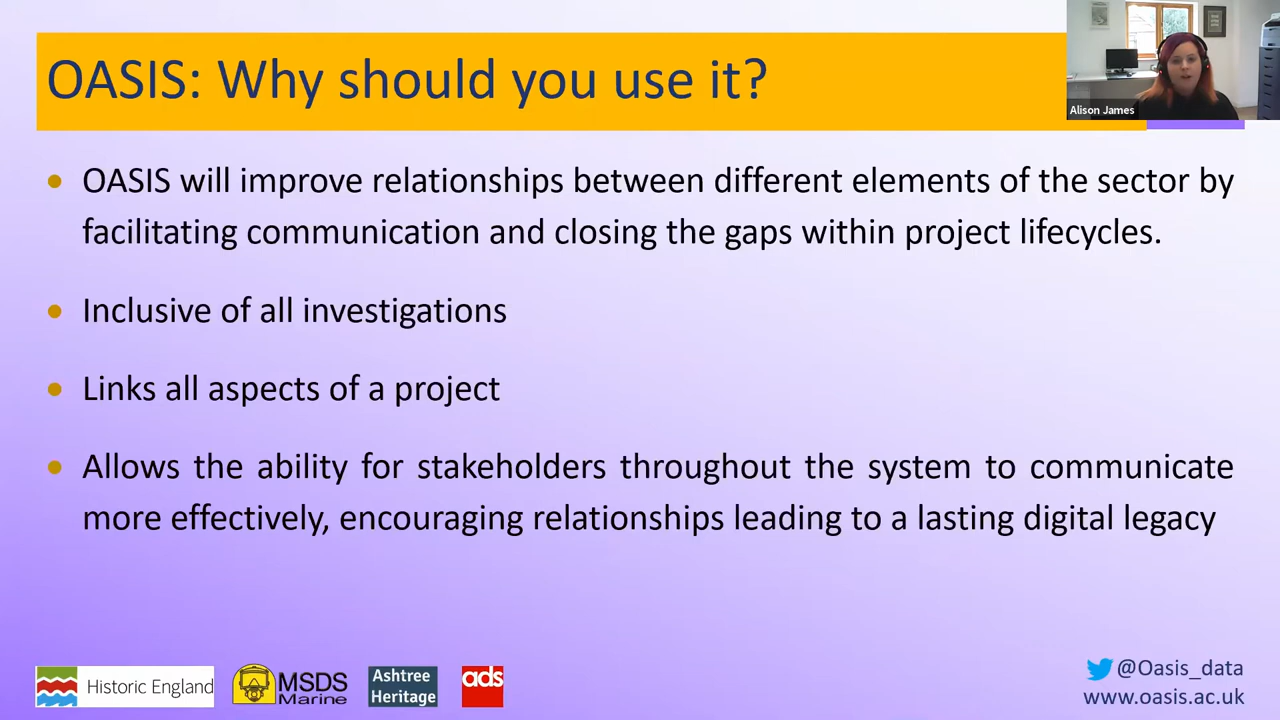 OASIS: Why should you use it?
Alison James
OASIS will improve relationships between different elements of the sector by
facilitating communication and closing the gaps within project lifecycles.
Inclusive of all investigations
Links all aspects of a project
Allows the ability for stakeholders throughout the system to communicate
more effectively, encouraging relationships leading to a lasting digital legacy
Historic England
MSDS
Marine
Ashtree
Heritage
ads
@Oasis_data
www.oasis.ac.uk